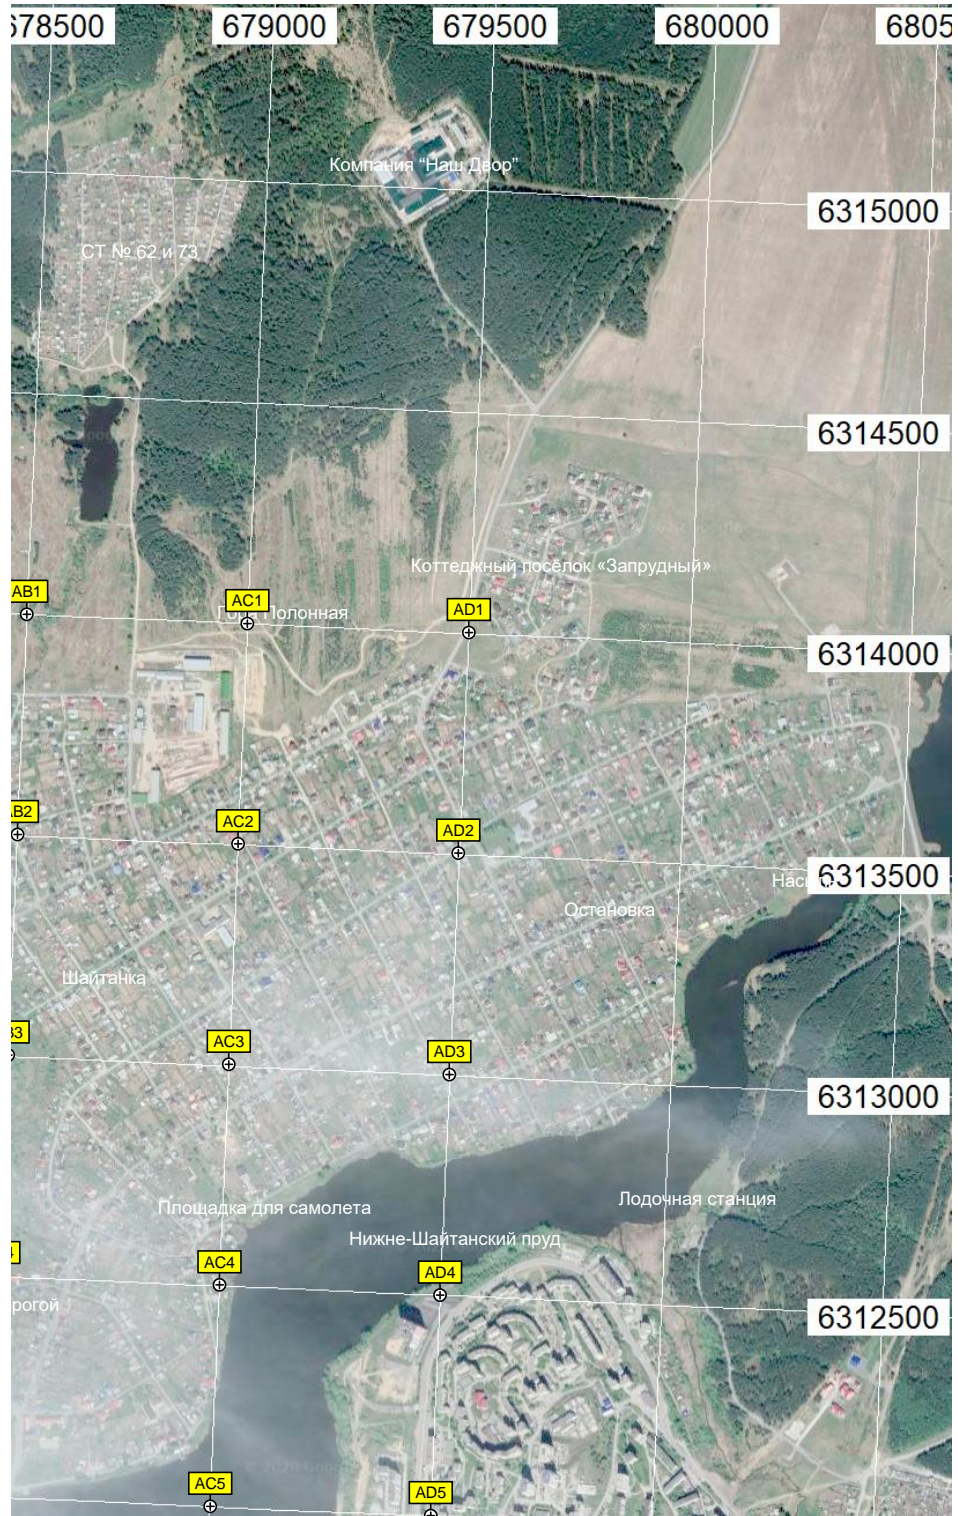 679000
679500
680000
Компания "Наш Двор"
6315000
СТ № 62 и 73
6314500
Коттеджный посёлок «Запрудный»
AB1
AC1
Полонная
AD1
6314000
AC2
AD2
6313500
Остановка
Шайтанка
AC3
AD3
6313000
Лодочная станция
Площадка для самолета
Нижне-Шайтанский пруд
AC4
AD4
6312500
AC5
AD5